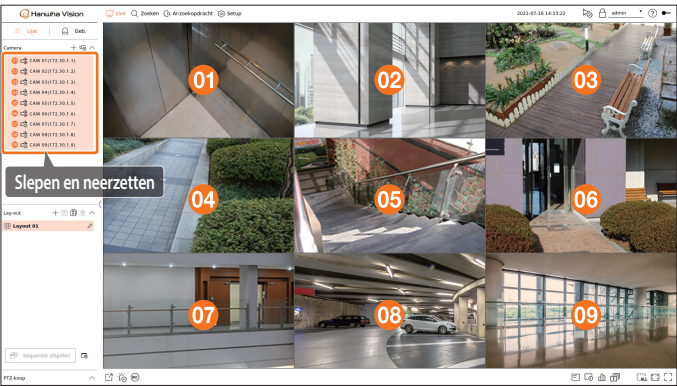 Hanwha Vision
Live Zoeken AI-zoekopdracht Setup
2021-07-16 14:13:22
admin
Lijst Geb.
Camera
CAM 01(172.30.1.1)
CAM 02(172.30.1.2)
CAM 03(172.30.1.3)
CAM 04(172.30.1.4)
CAM 05(172.30.1.5)
CAM 06(172.30.1.6)
CAM 07(172.30.1.7)
CAM 08(172.30.1.8)
CAM 09(172.30.1.9)
Slepen en neerzetten
Lay-out
Layout 01
Sequentie afspelen
PTZ-knop
01
02
03
04
05
06
07
08
09